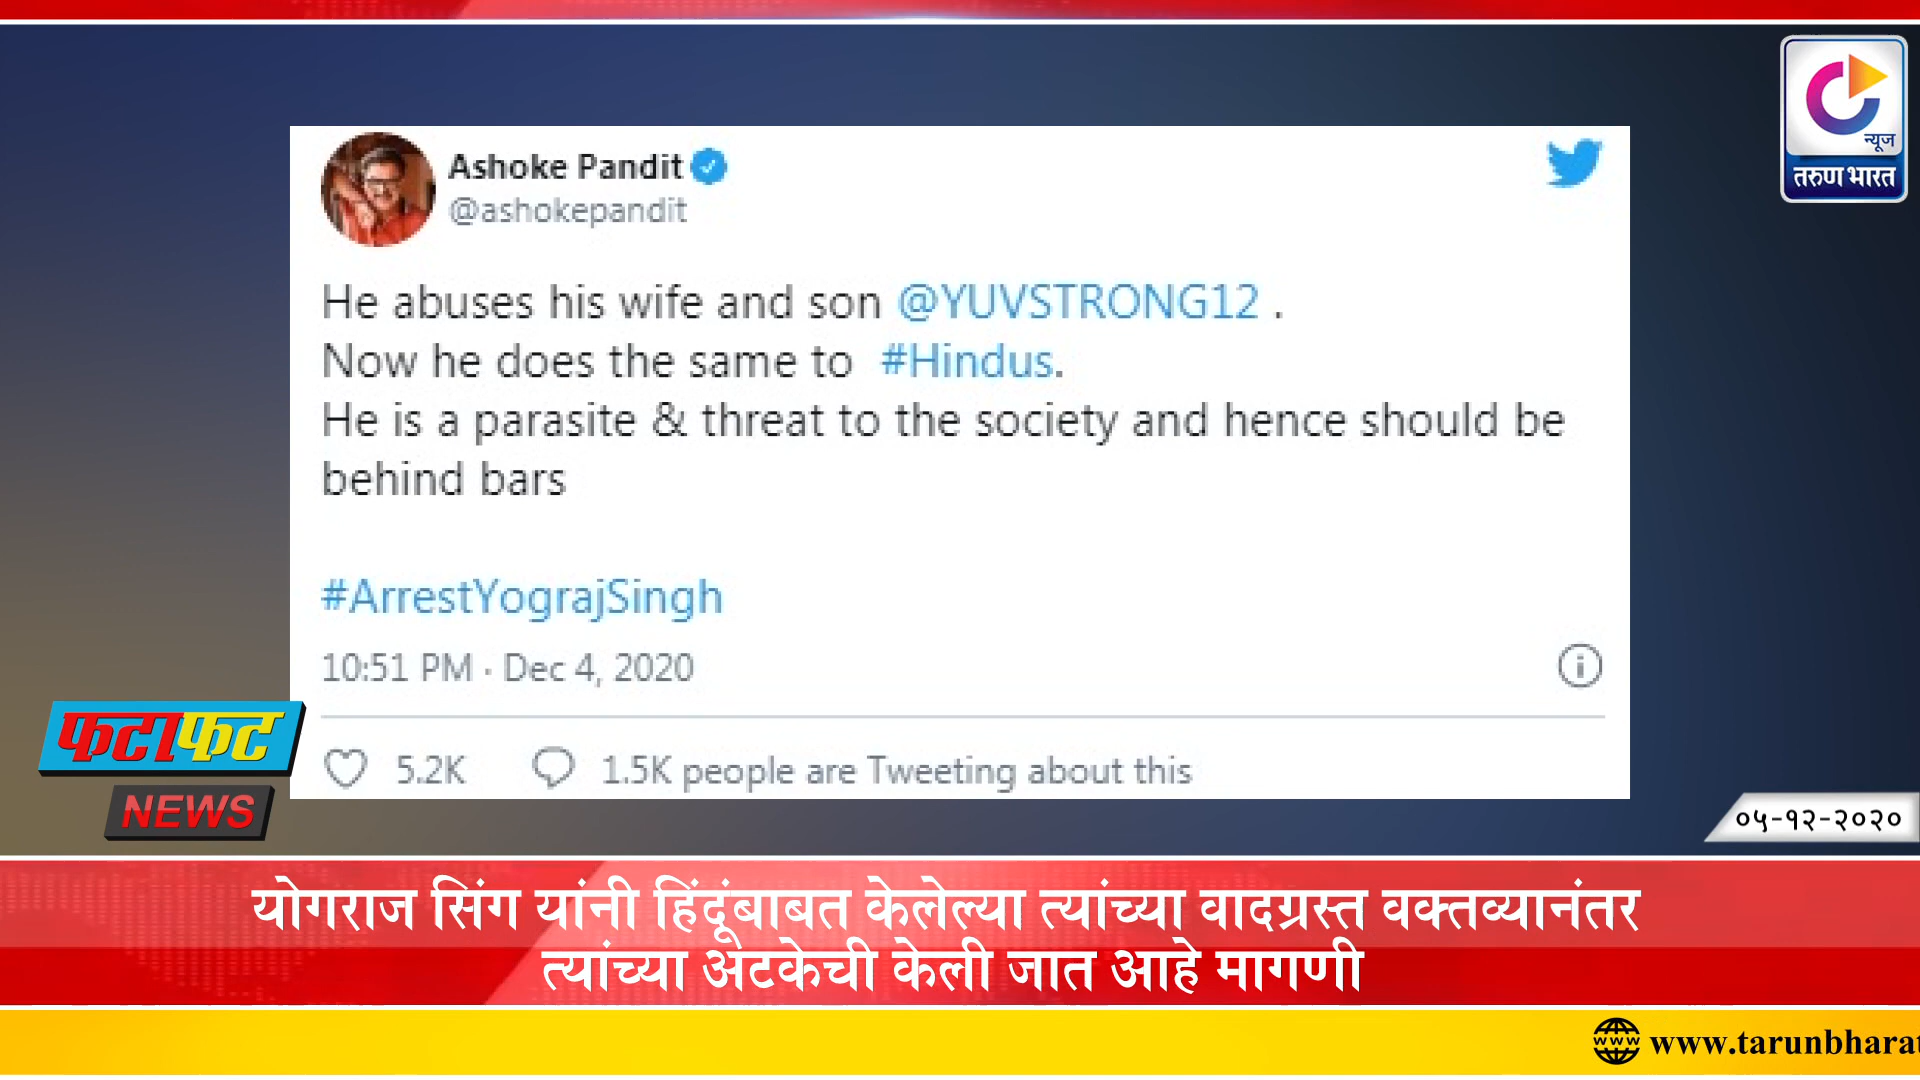 न्यूज
तरुण भारत
Ashoke Pandit
@ashokepandit
He abuses his wife and son @YUVSTRONG12 .
Now he does the same to #Hindus.
He is a parasite & threat to the society and hence should be
behind bars
#ArrestYograjSingh
10:51 PM · Dec 4, 2020
5.2K 1.5K people are Tweeting about this
फटाफट
NEWS
०५-१२-२०२०
योगराज सिंग यांनी हिंदूंबाबत केलेल्या त्यांच्या वादग्रस्त वक्तव्यानंतर
त्यांच्या अटकेची केली जात आहे मागणी
www www.tarunbharat